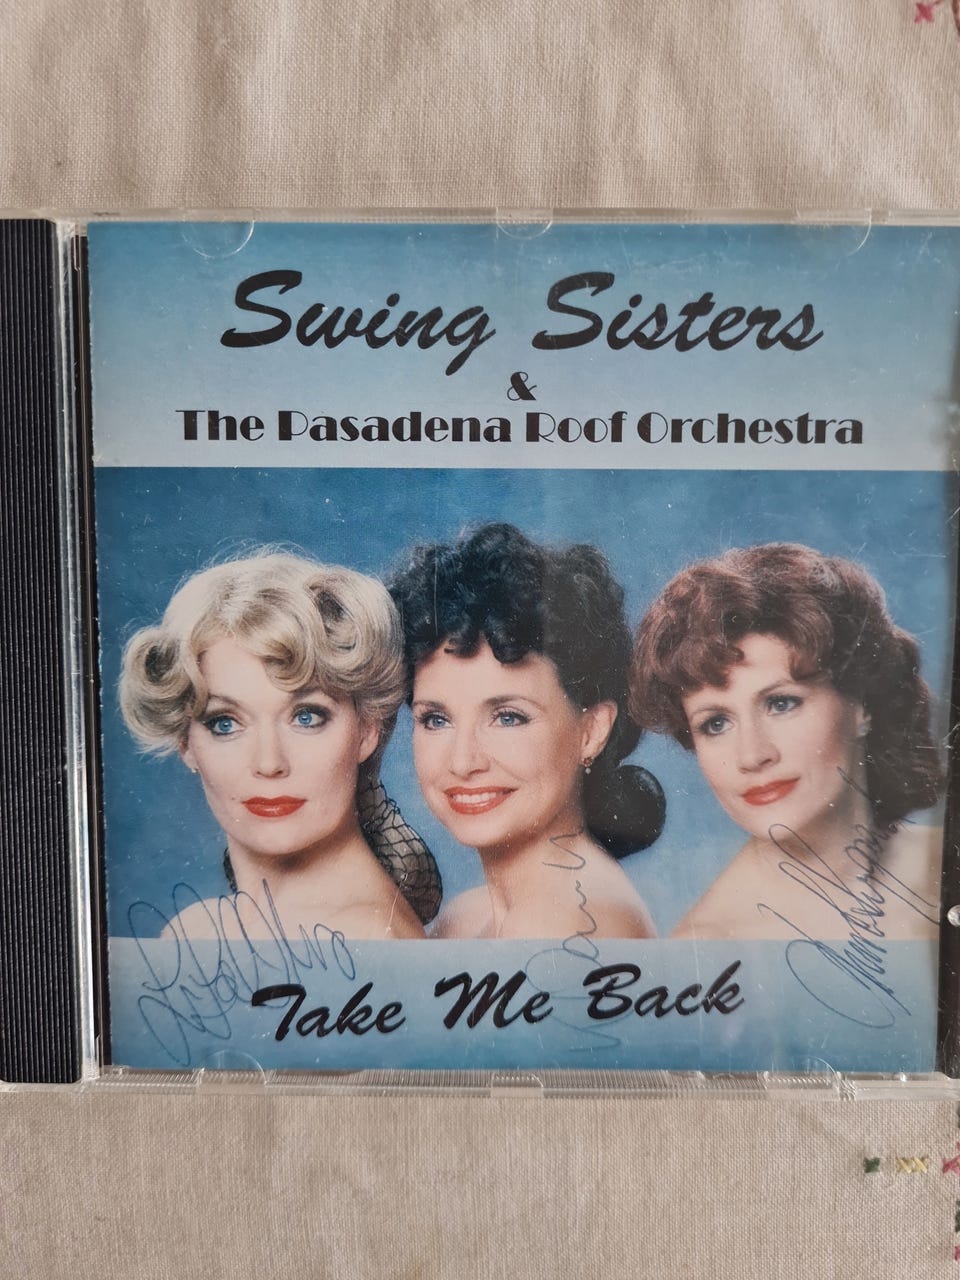 Swing Sisters
&
The Pasadena Roof Orchestra
Take Me Back